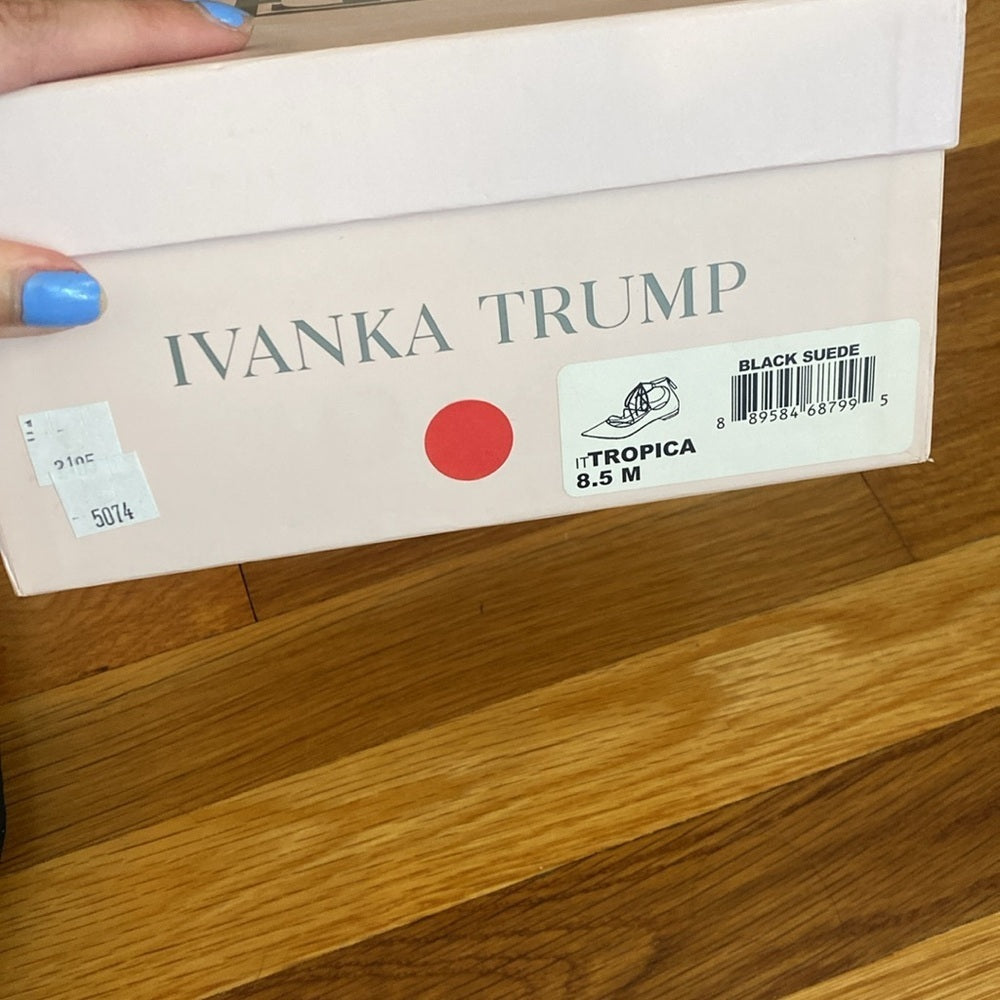 IVANKA TRUMP
BLACK SUEDE
8 89584 68799 5
ITTROPICA
8.5 M
- 5074